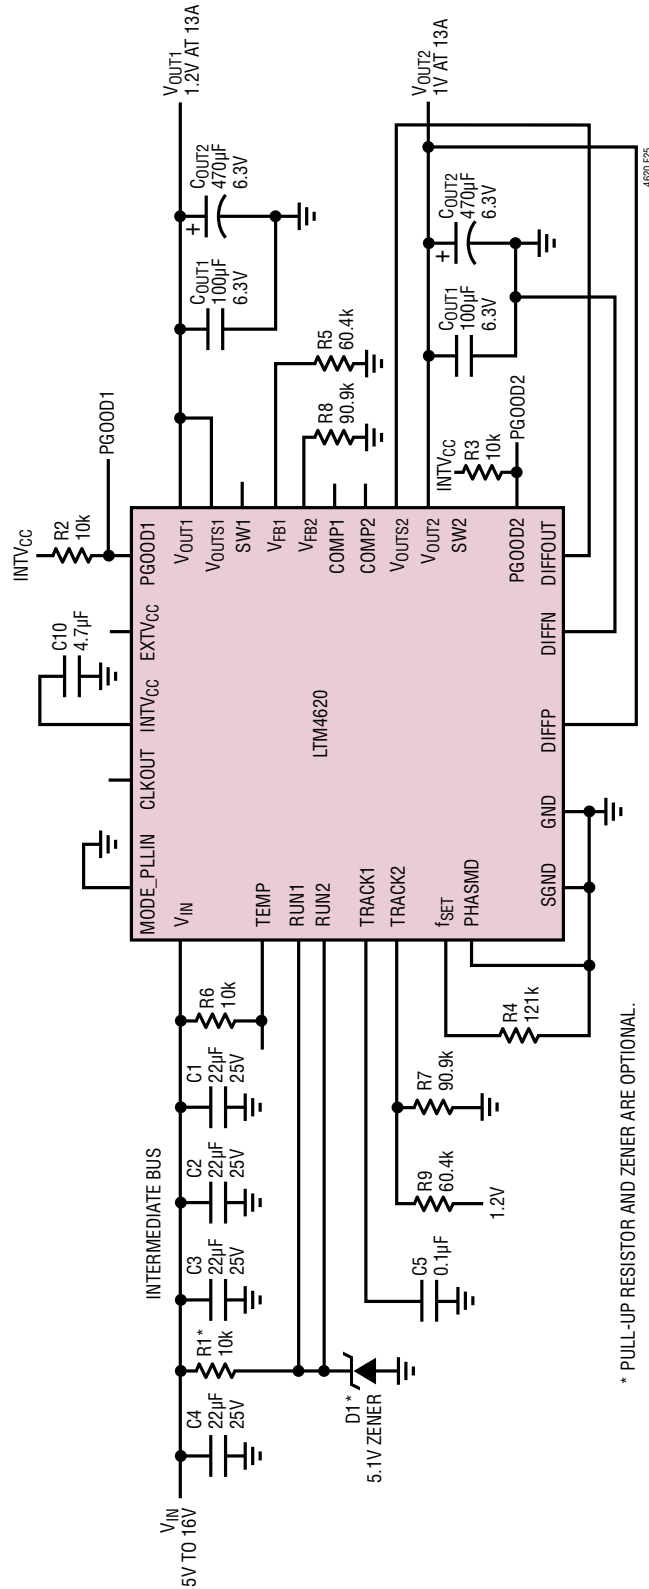 VIN
5V TO 16V
C4
22µF
25V
R1*
10k
D1*
5.1V ZENER
INTERMEDIATE BUS
C3
22µF
25V
C2
22µF
25V
C1
22µF
25V
R6
10k
C5
0.1µF
R9
60.4k
1.2V
R7
90.9k
R4
121k
* PULL-UP RESISTOR AND ZENER ARE OPTIONAL.
MODE_PLLIN
CLKOUT
INTVCC
EXTVCC
PGOOD1
VIN
TEMP
RUN1
RUN2
TRACK1
TRACK2
fSET
PHASMD
LTM4620
VOUT1
VOUTS1
SW1
VFB1
VFB2
COMP1
COMP2
VOUTS2
VOUT2
SW2
PGOOD2
SGND
GND
DIFFP
DIFFN
DIFFOUT
C10
4.7µF
INTVCC
R2
10k
PGOOD1
COUT1
100µF
6.3V
+
COUT2
470µF
6.3V
VOUT1
1.2V AT 13A
R8
90.9k
R5
60.4k
INTVCC
R3
10k
PGOOD2
COUT1
100µF
6.3V
+
COUT2
470µF
6.3V
VOUT2
1V AT 13A
4620 F25